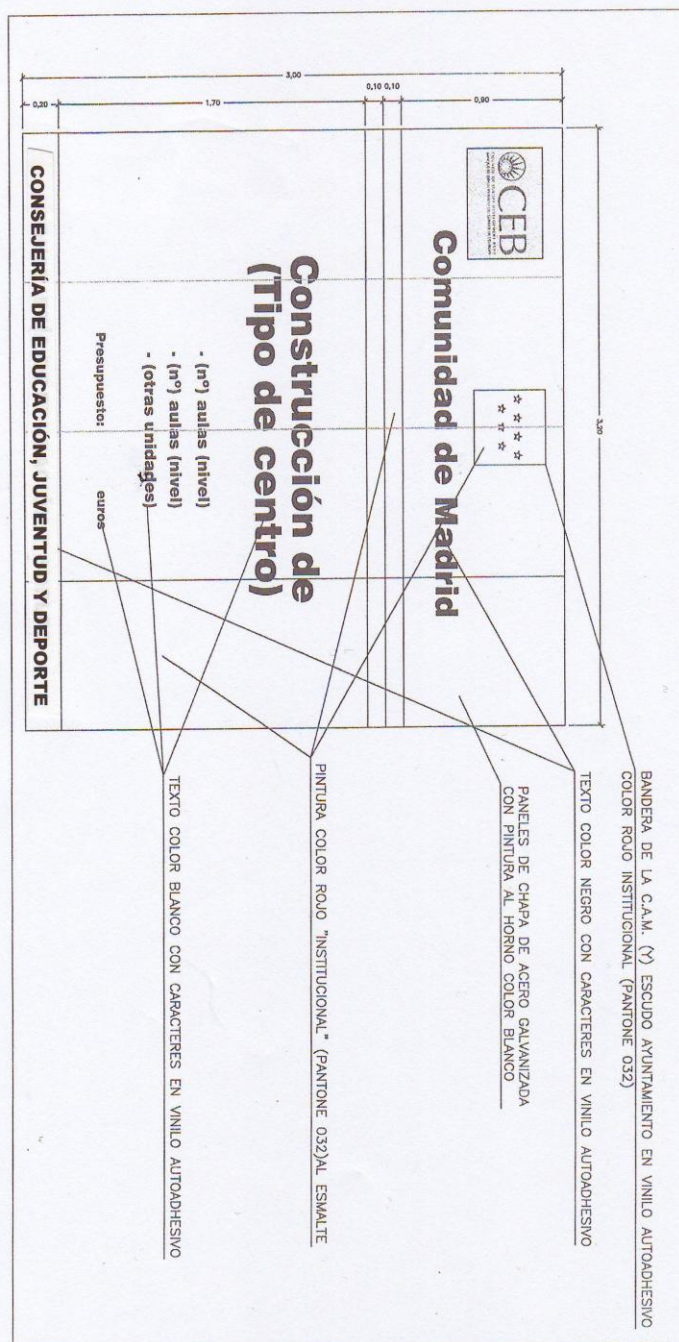 3,20
3,00
0,90
0,10
0,10
1,70
0,20
CEB
Comunidad de Madrid
Construcción de
(Tipo de centro)
- (nº) aulas (nivel)
- (nº) aulas (nivel)
- (otras unidades)
Presupuesto: euros
CONSEJERÍA DE EDUCACIÓN, JUVENTUD Y DEPORTE
BANDERA DE LA C.A.M. (Y) ESCUDO AYUNTAMIENTO EN VINILO AUTOADHESIVO
COLOR ROJO INSTITUCIONAL (PANTONE 032)
TEXTO COLOR NEGRO CON CARACTERES EN VINILO AUTOADHESIVO
PANELES DE CHAPA DE ACERO GALVANIZADA
CON PINTURA AL HORNO COLOR BLANCO
PINTURA COLOR ROJO "INSTITUCIONAL" (PANTONE 032)AL ESMALTE
TEXTO COLOR BLANCO CON CARACTERES EN VINILO AUTOADHESIVO